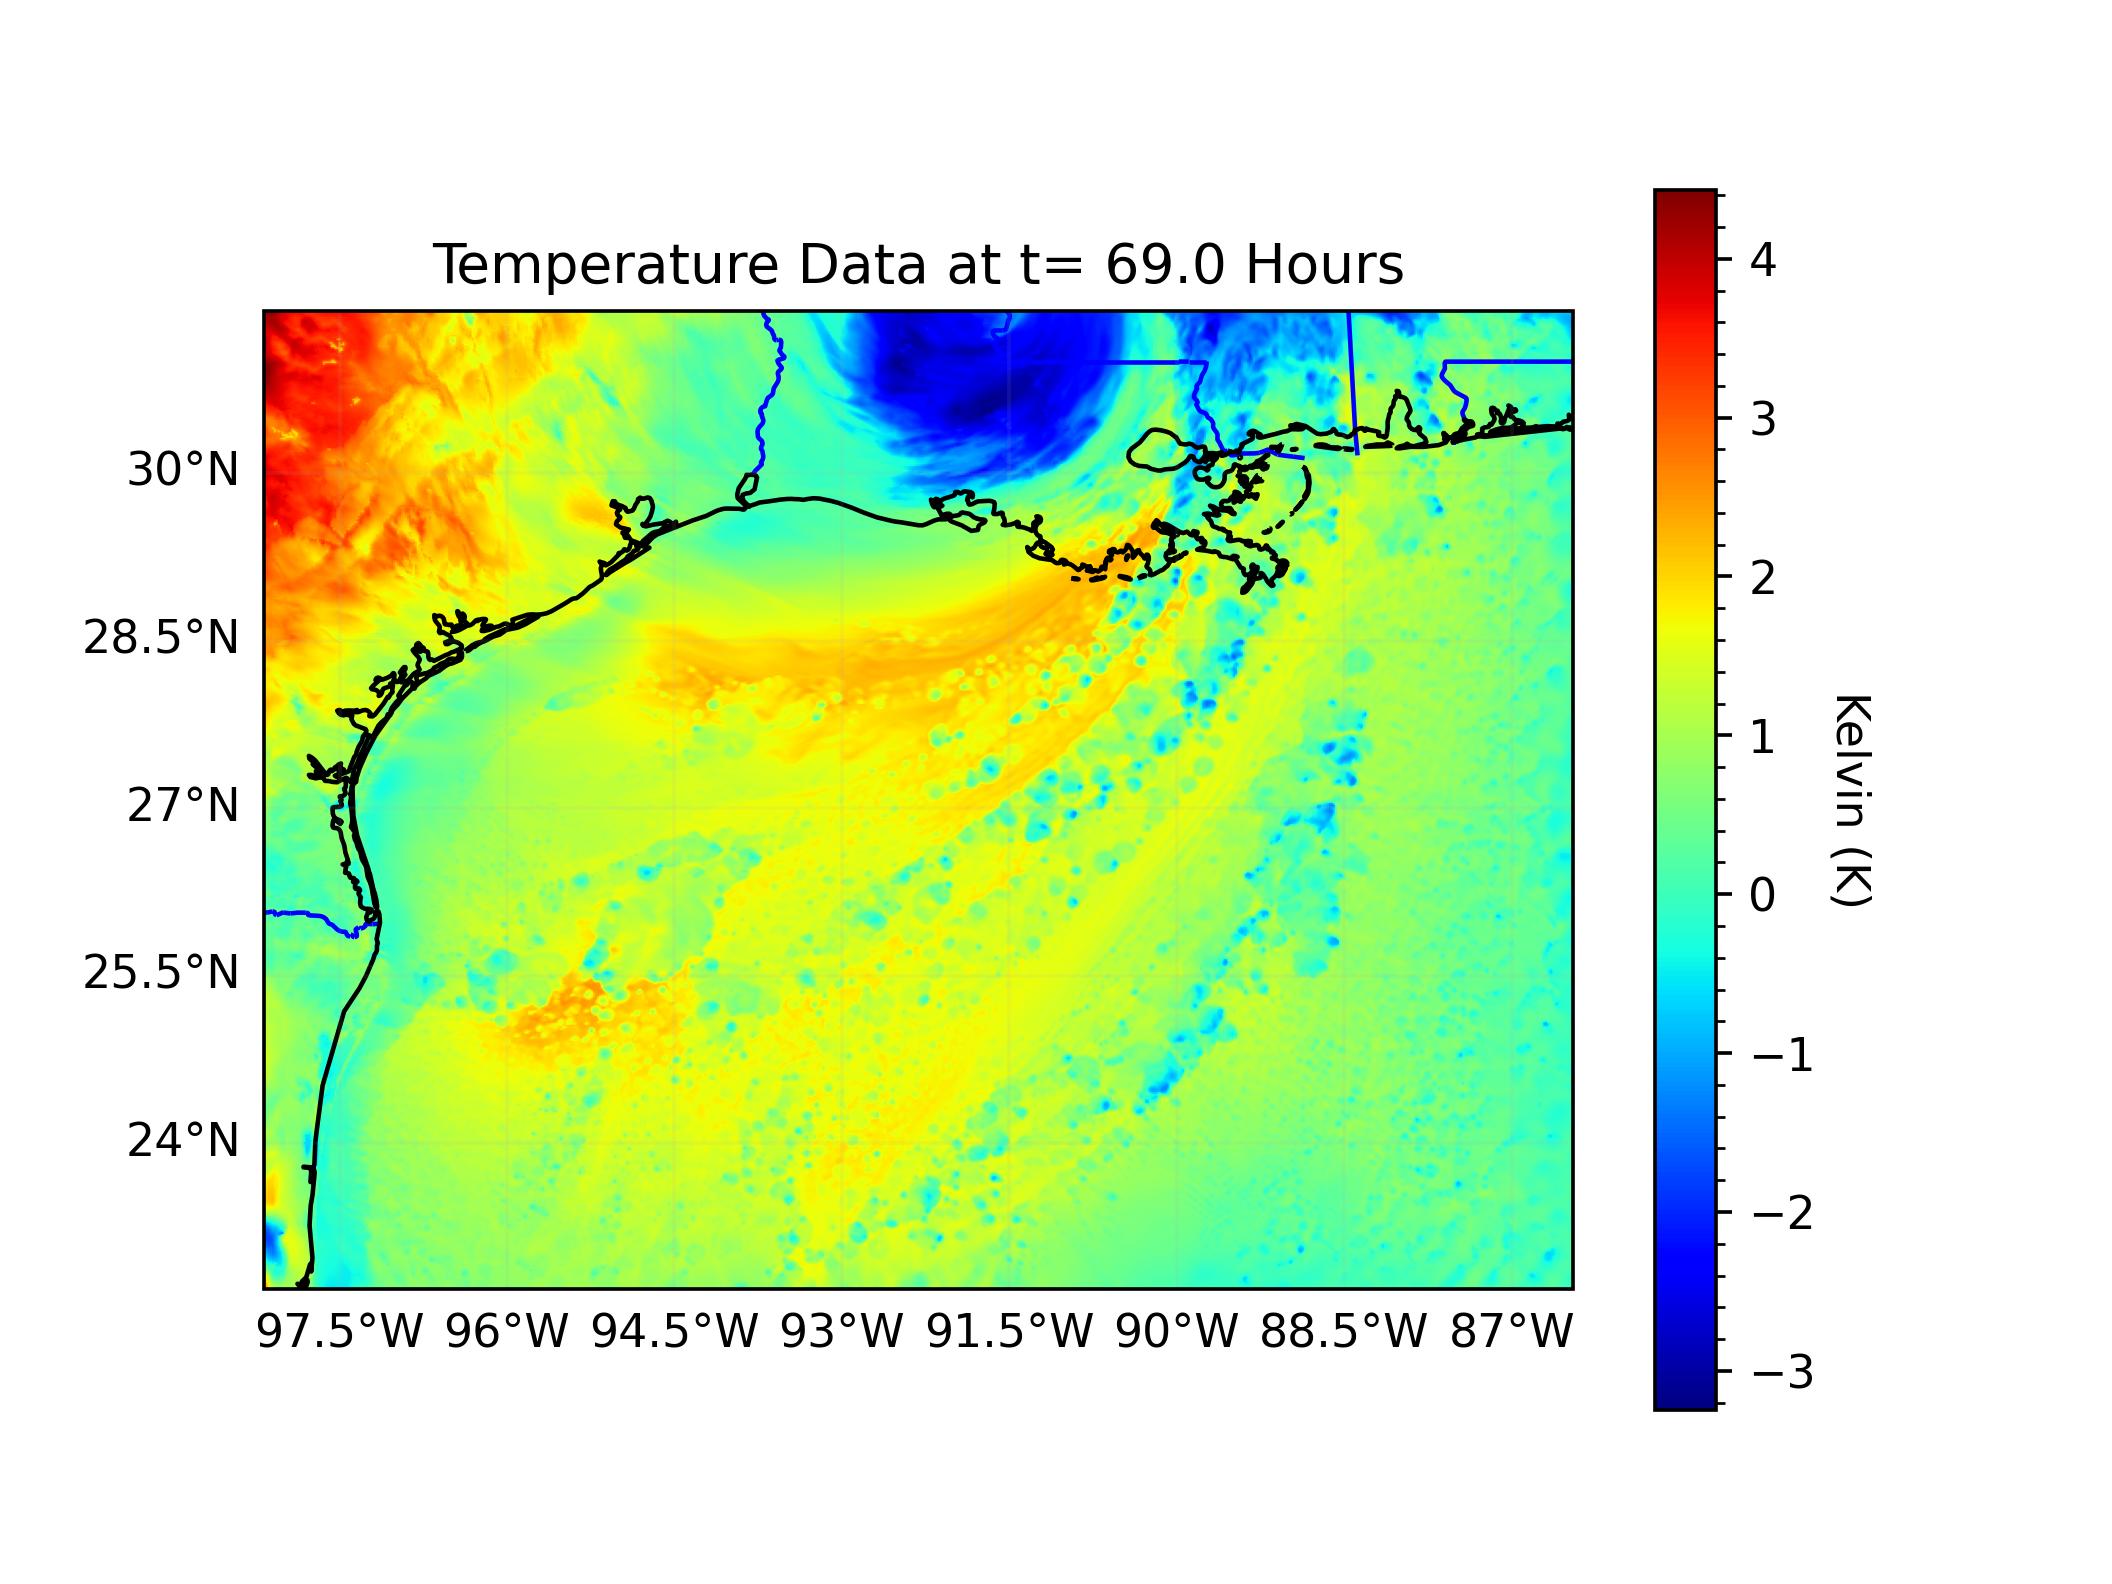 Temperature Data at t= 69.0 Hours
30°N
28.5°N
27°N
25.5°N
24°N
97.5°W 96°W 94.5°W 93°W 91.5°W 90°W 88.5°W 87°W
4
3
2
1
0
−1
−2
−3
Kelvin (K)